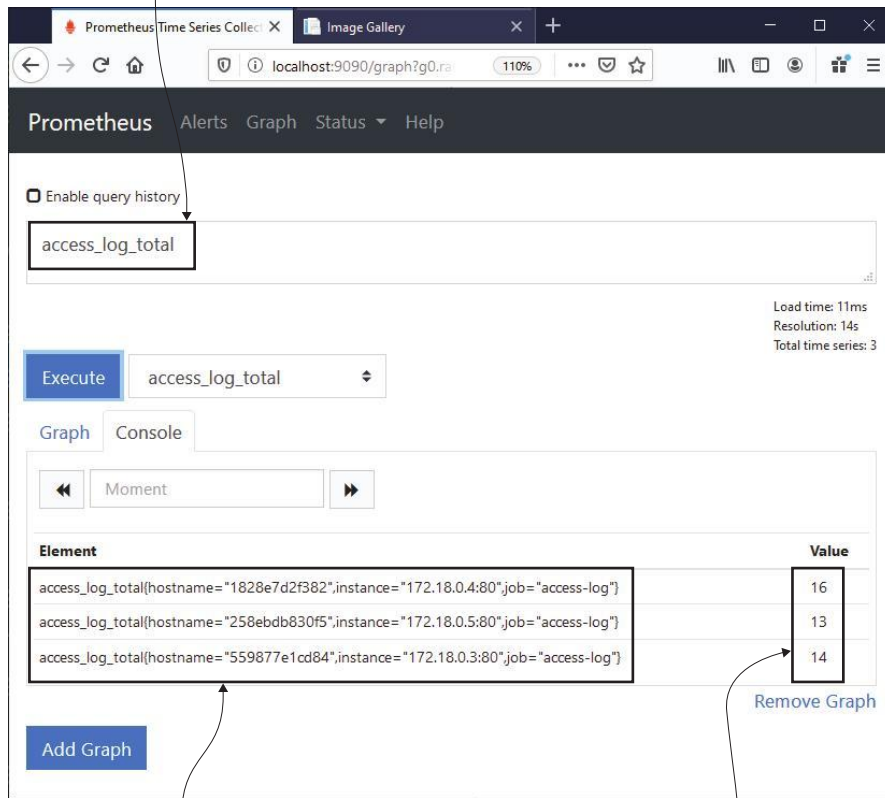 Prometheus Time Series Collec
Image Gallery
localhost:9090/graph?g0.ra
110%
Prometheus Alerts Graph Status Help
Enable query history
access_log_total
Load time: 11ms
Resolution: 14s
Total time series: 3
Execute
access_log_total
Graph
Console
Moment
Element Value
access_log_total{hostname="1828e7d2f382",instance="172.18.0.4:80",job="access-log"} 16
access_log_total{hostname="258ebdb830f5",instance="172.18.0.5:80",job="access-log"} 13
access_log_total{hostname="559877e1cd84",instance="172.18.0.3:80",job="access-log"} 14
Remove Graph
Add Graph